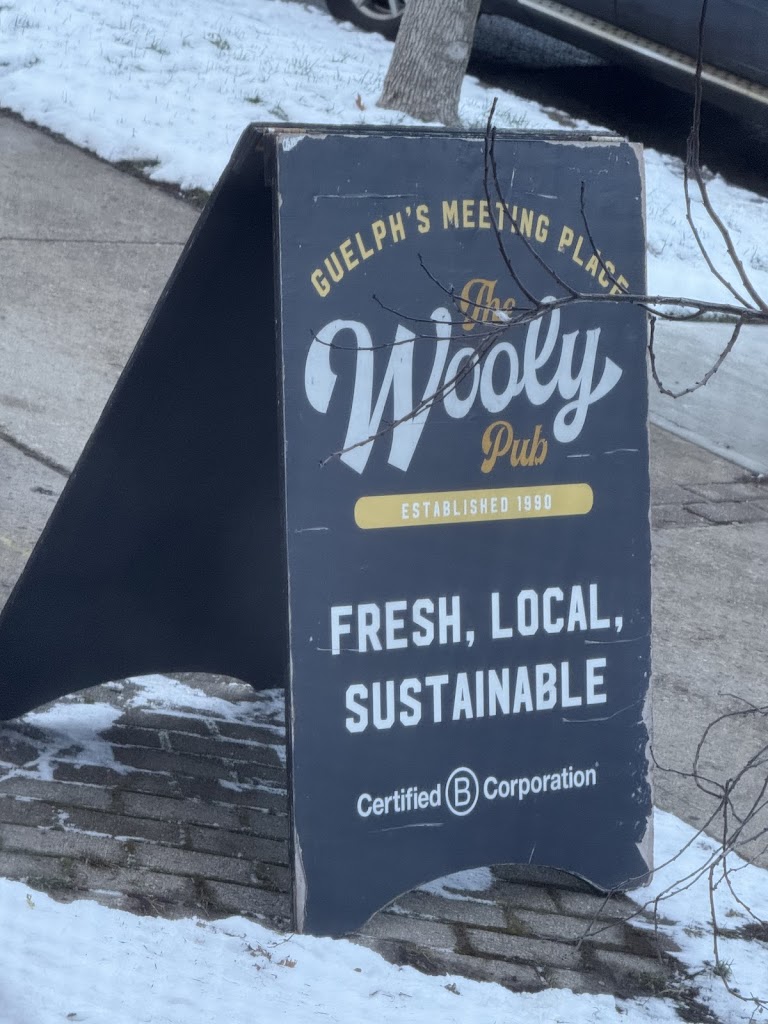 GUELPH'S MEETING PLACE
The
Wooly
Pub
ESTABLISHED 1990
FRESH, LOCAL,
SUSTAINABLE
Certified B Corporation